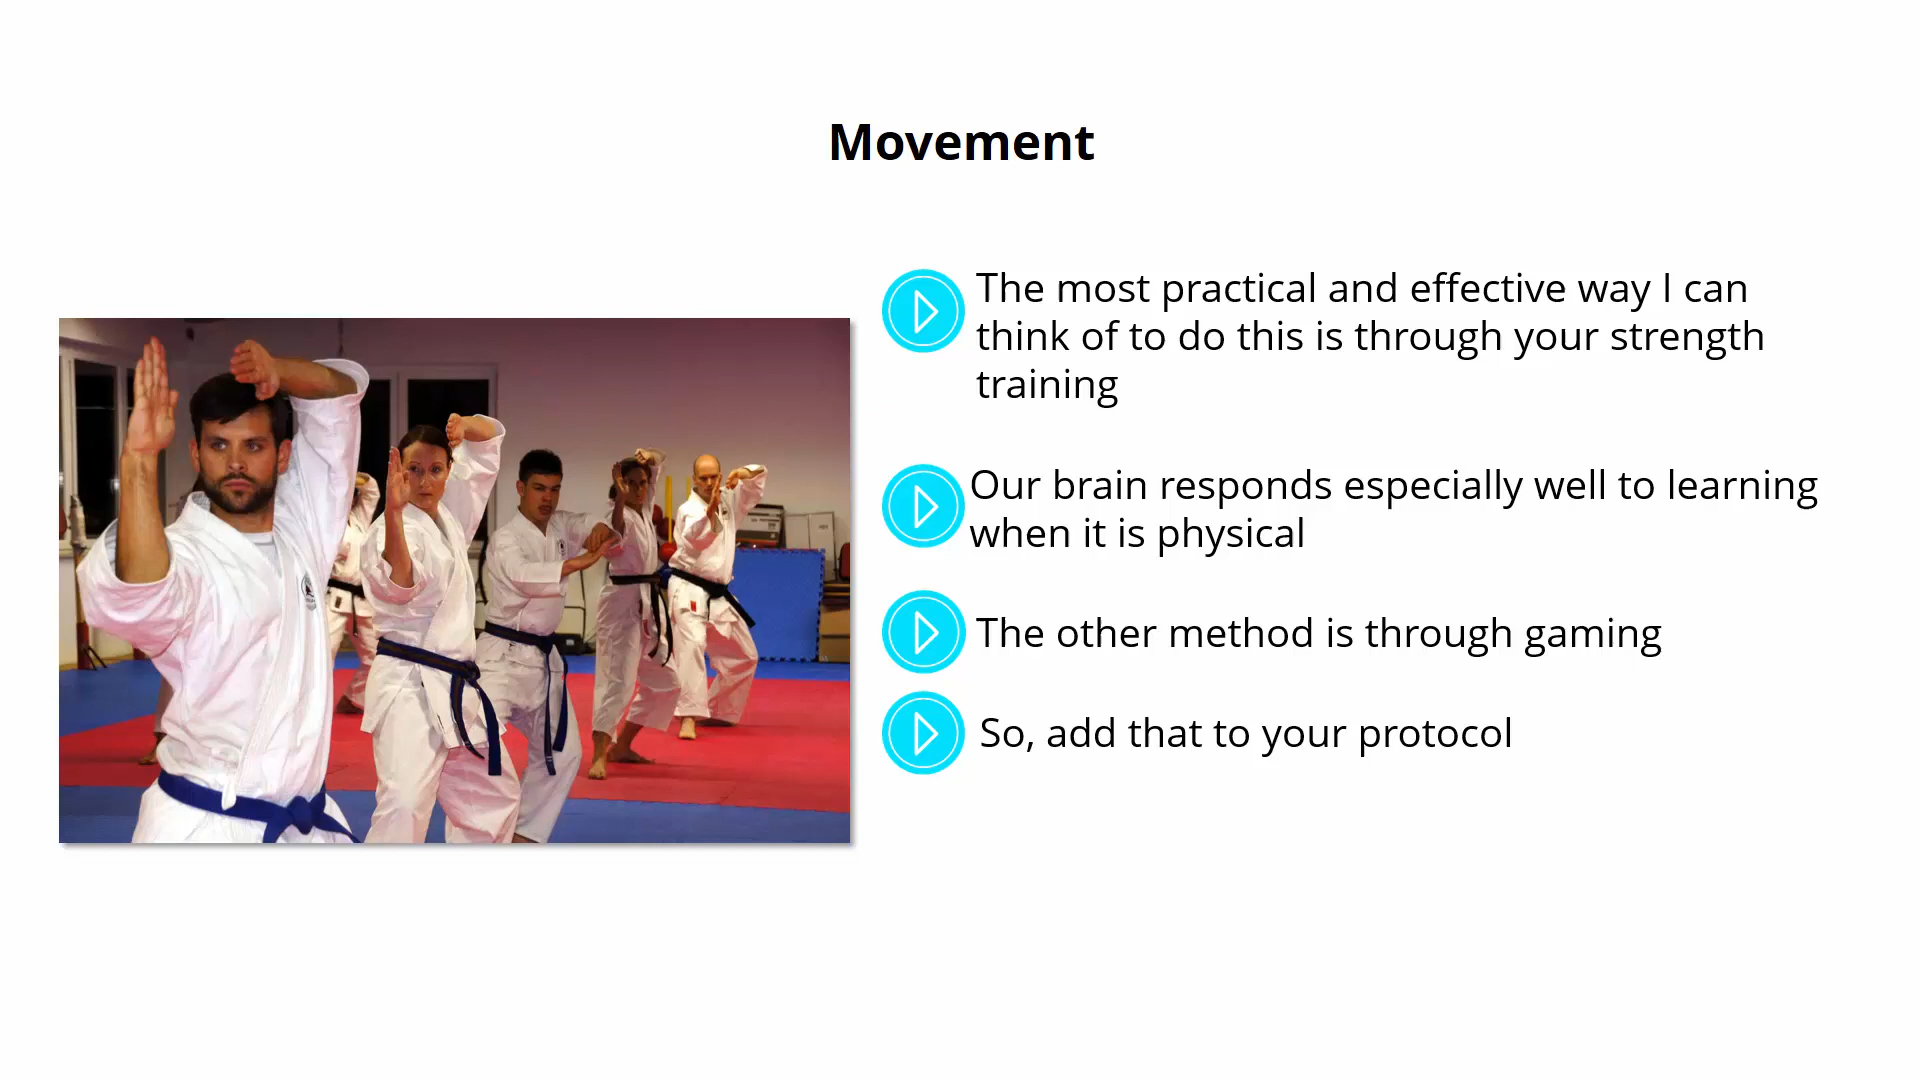 Movement
The most practical and effective way I can
think of to do this is through your strength
training
Our brain responds especially well to learning
when it is physical
The other method is through gaming
So, add that to your protocol